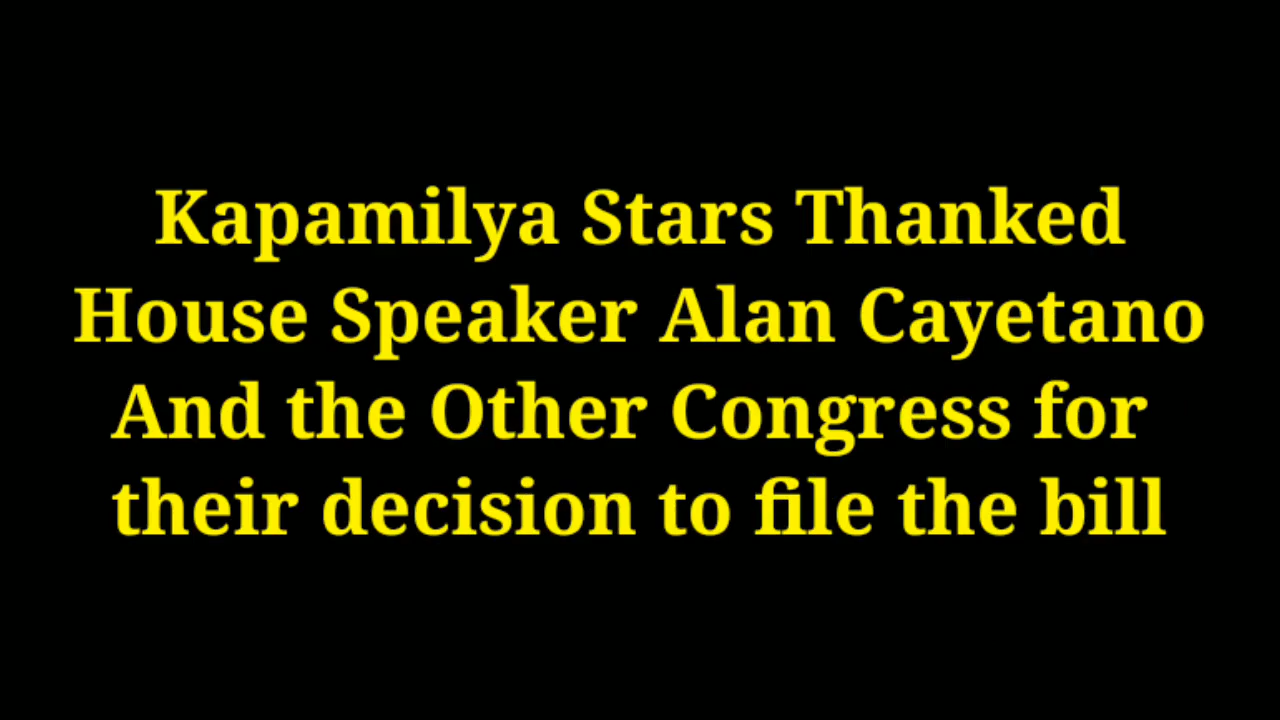 Kapamilya Stars Thanked
House Speaker Alan Cayetano
And the Other Congress for
their decision to file the bill